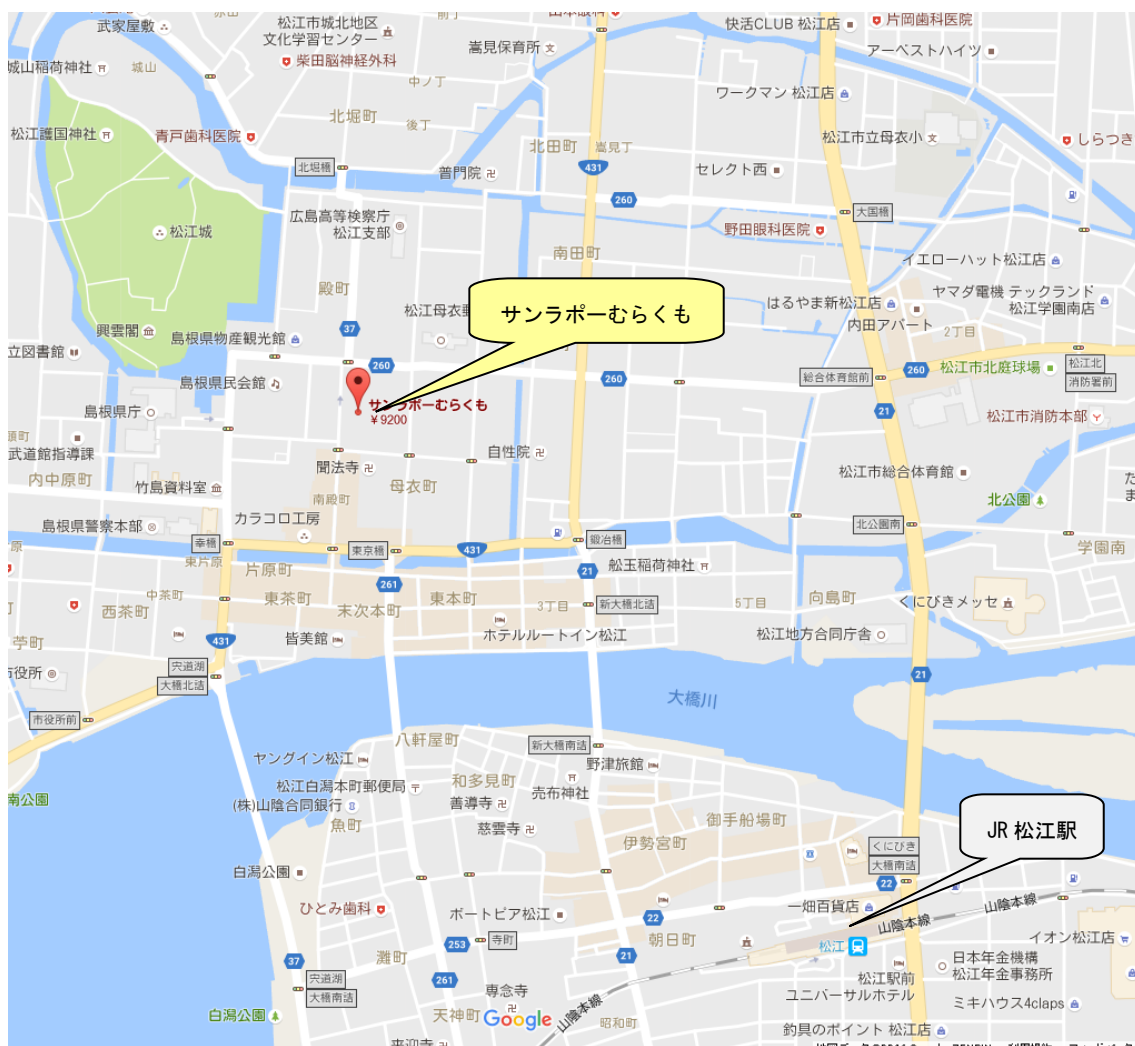 武家屋敷
松江市城北地区
文化学習センター
快活CLUB 松江店
片岡歯科医院
嵩見保育所
アーベストハイツ
柴田脳神経外科
城山稲荷神社
城山
中ノ丁
ワークマン 松江店
北堀町
後丁
松江護国神社
青戸歯科医院
北田町
嵩見丁
松江市立母衣小
しらつき
431
北堀橋
普門院
セレクト西
260
大国橋
広島高等検察庁
松江支部
松江城
野田眼科医院
南田町
イエローハット松江店
殿町
サンラポーむらくも
ヤマダ電機 テックランド
松江学園南店
はるやま新松江店
松江母衣
内田アパート
2丁目
興雲閣
島根県物産観光館
37
立図書館
260
松江市北庭球場
松江北
消防署前
260
総合体育館前
260
島根県民会館
サンラポーむらくも
¥9200
21
島根県庁
松江市消防本部
武道館指導課
自性院
聞法寺
松江市総合体育館
内中原町
竹島資料室
母衣町
南殿町
北公園
カラコロ工房
島根県警察本部
北公園南
幸橋
東京橋
431
鍛冶橋
学園南
東片原
片原町
21
船玉稲荷神社
261
中茶町
西茶町
東茶町
末次本町
東本町
3丁目
新大橋北詰
5丁目
向島町
くにびきメッセ
苧町
431
皆美館
ホテルルートイン松江
松江地方合同庁舎
市役所
宍道湖
大橋北詰
21
大橋川
市役所前
八軒屋町
新大橋南詰
ヤングイン松江
野津旅館
松江白潟本町郵便局
和多見町
売布神社
(株)山陰合同銀行
善導寺
南公園
魚町
慈雲寺
御手船場町
JR 松江駅
伊勢宮町
くにびき
大橋南詰
白潟公園
22
ひとみ歯科
ポートピア松江
22
一畑百貨店
山陰本線
山陰本線
253
寺町
朝日町
松江
イオン松江店
灘町
21
日本年金機構
松江年金事務所
37
宍道湖
大橋南詰
261
松江駅前
ユニバーサルホテル
専念寺
ミキハウス4claps
白潟公園
天神町
Google
山陰本線
昭和町
釣具のポイント 松江店